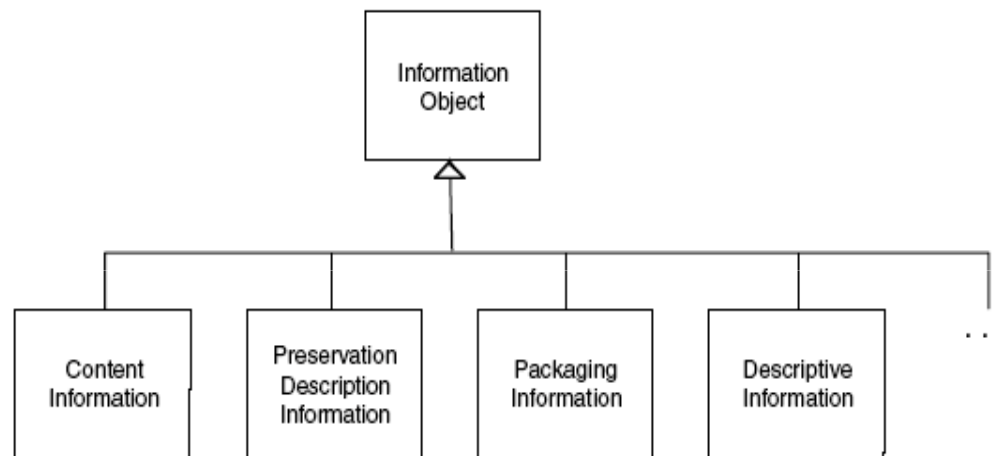 Information
Object
Content
Information
Preservation
Description
Information
Packaging
Information
Descriptive
Information
. .